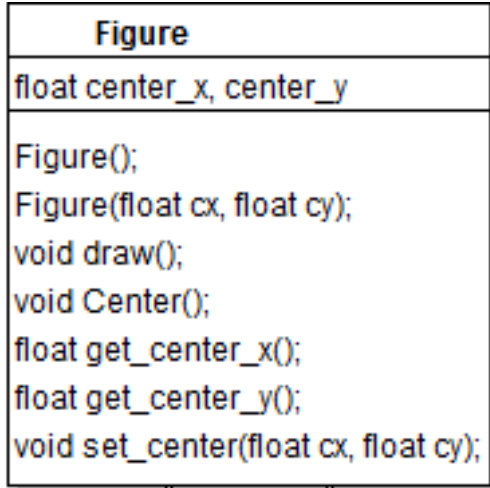 Figure
float center_x, center_y
Figure();
Figure(float cx, float cy);
void draw();
void Center();
float get_center_x();
float get_center_y();
void set_center(float cx, float cy);